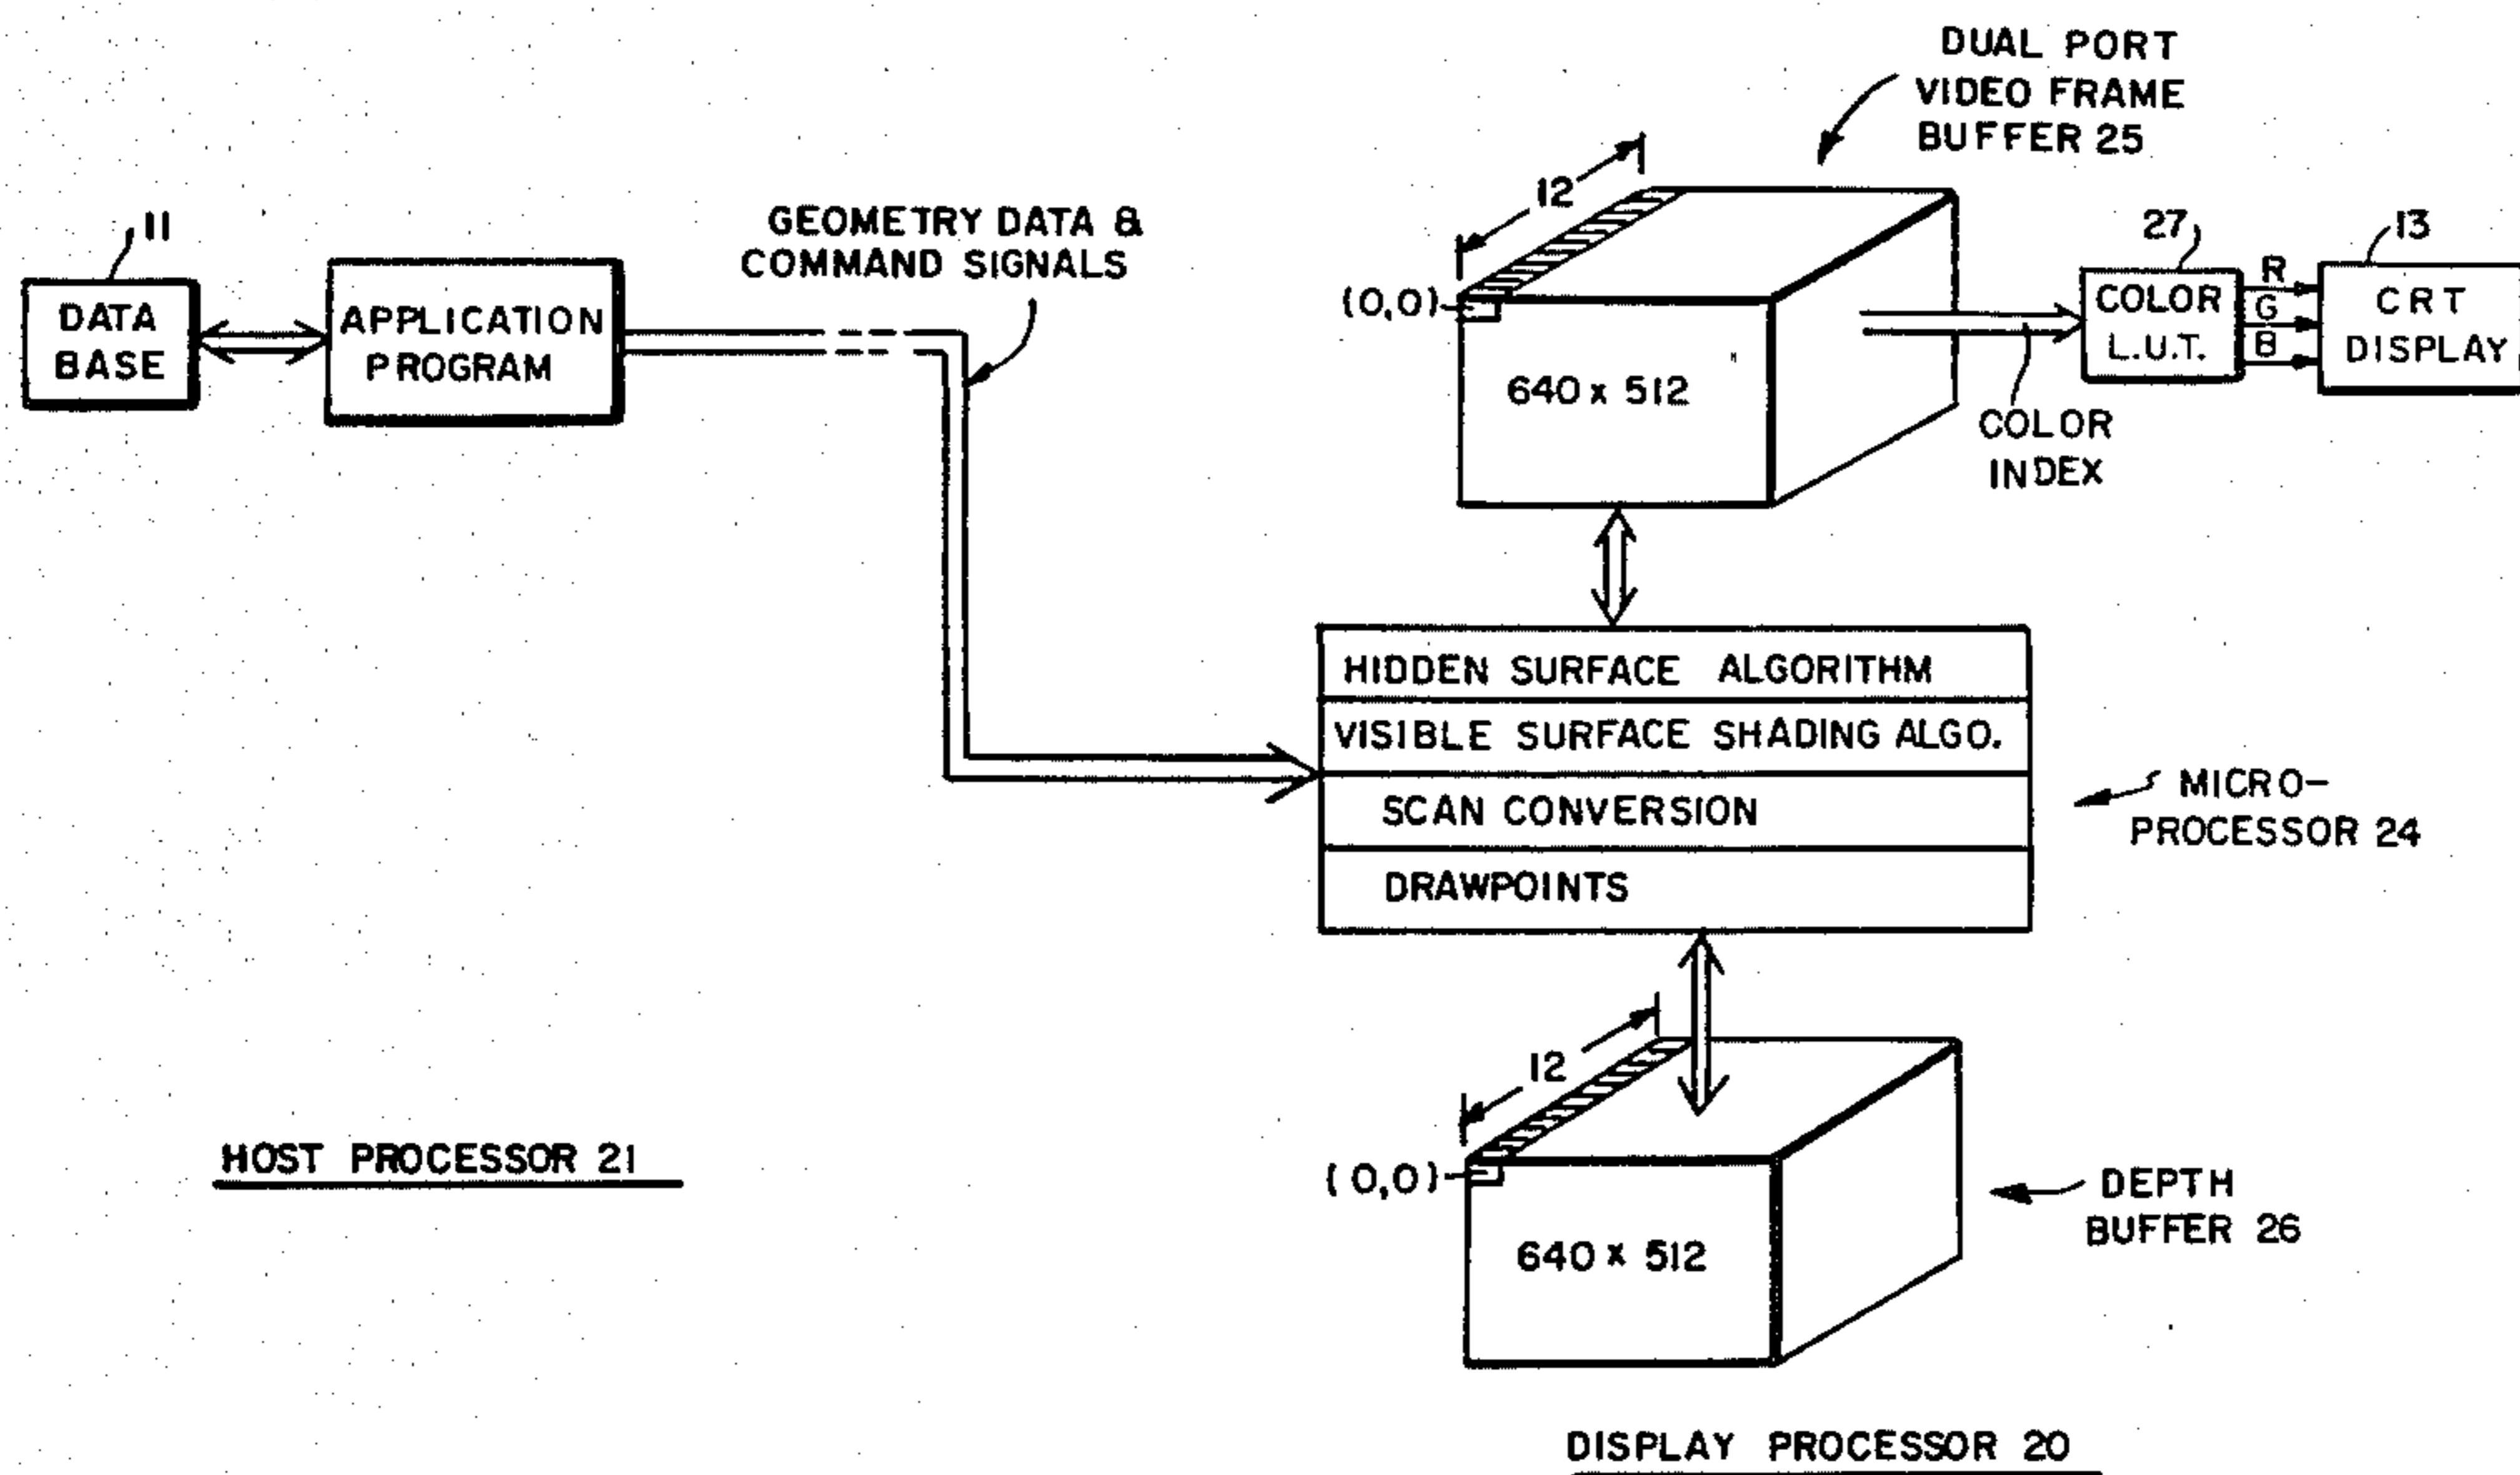 DUAL PORT
VIDEO FRAME
BUFFER 25
11
DATA
BASE
APPLICATION
PROGRAM
GEOMETRY DATA &
COMMAND SIGNALS
12
(0,0)
640 x 512
COLOR
INDEX
27
COLOR
L.U.T.
R
G
B
13
CRT
DISPLAY
HIDDEN SURFACE ALGORITHM
VISIBLE SURFACE SHADING ALGO.
SCAN CONVERSION
DRAWPOINTS
MICRO-
PROCESSOR 24
12
(0,0)
640 x 512
DEPTH
BUFFER 26
HOST PROCESSOR 21
DISPLAY PROCESSOR 20